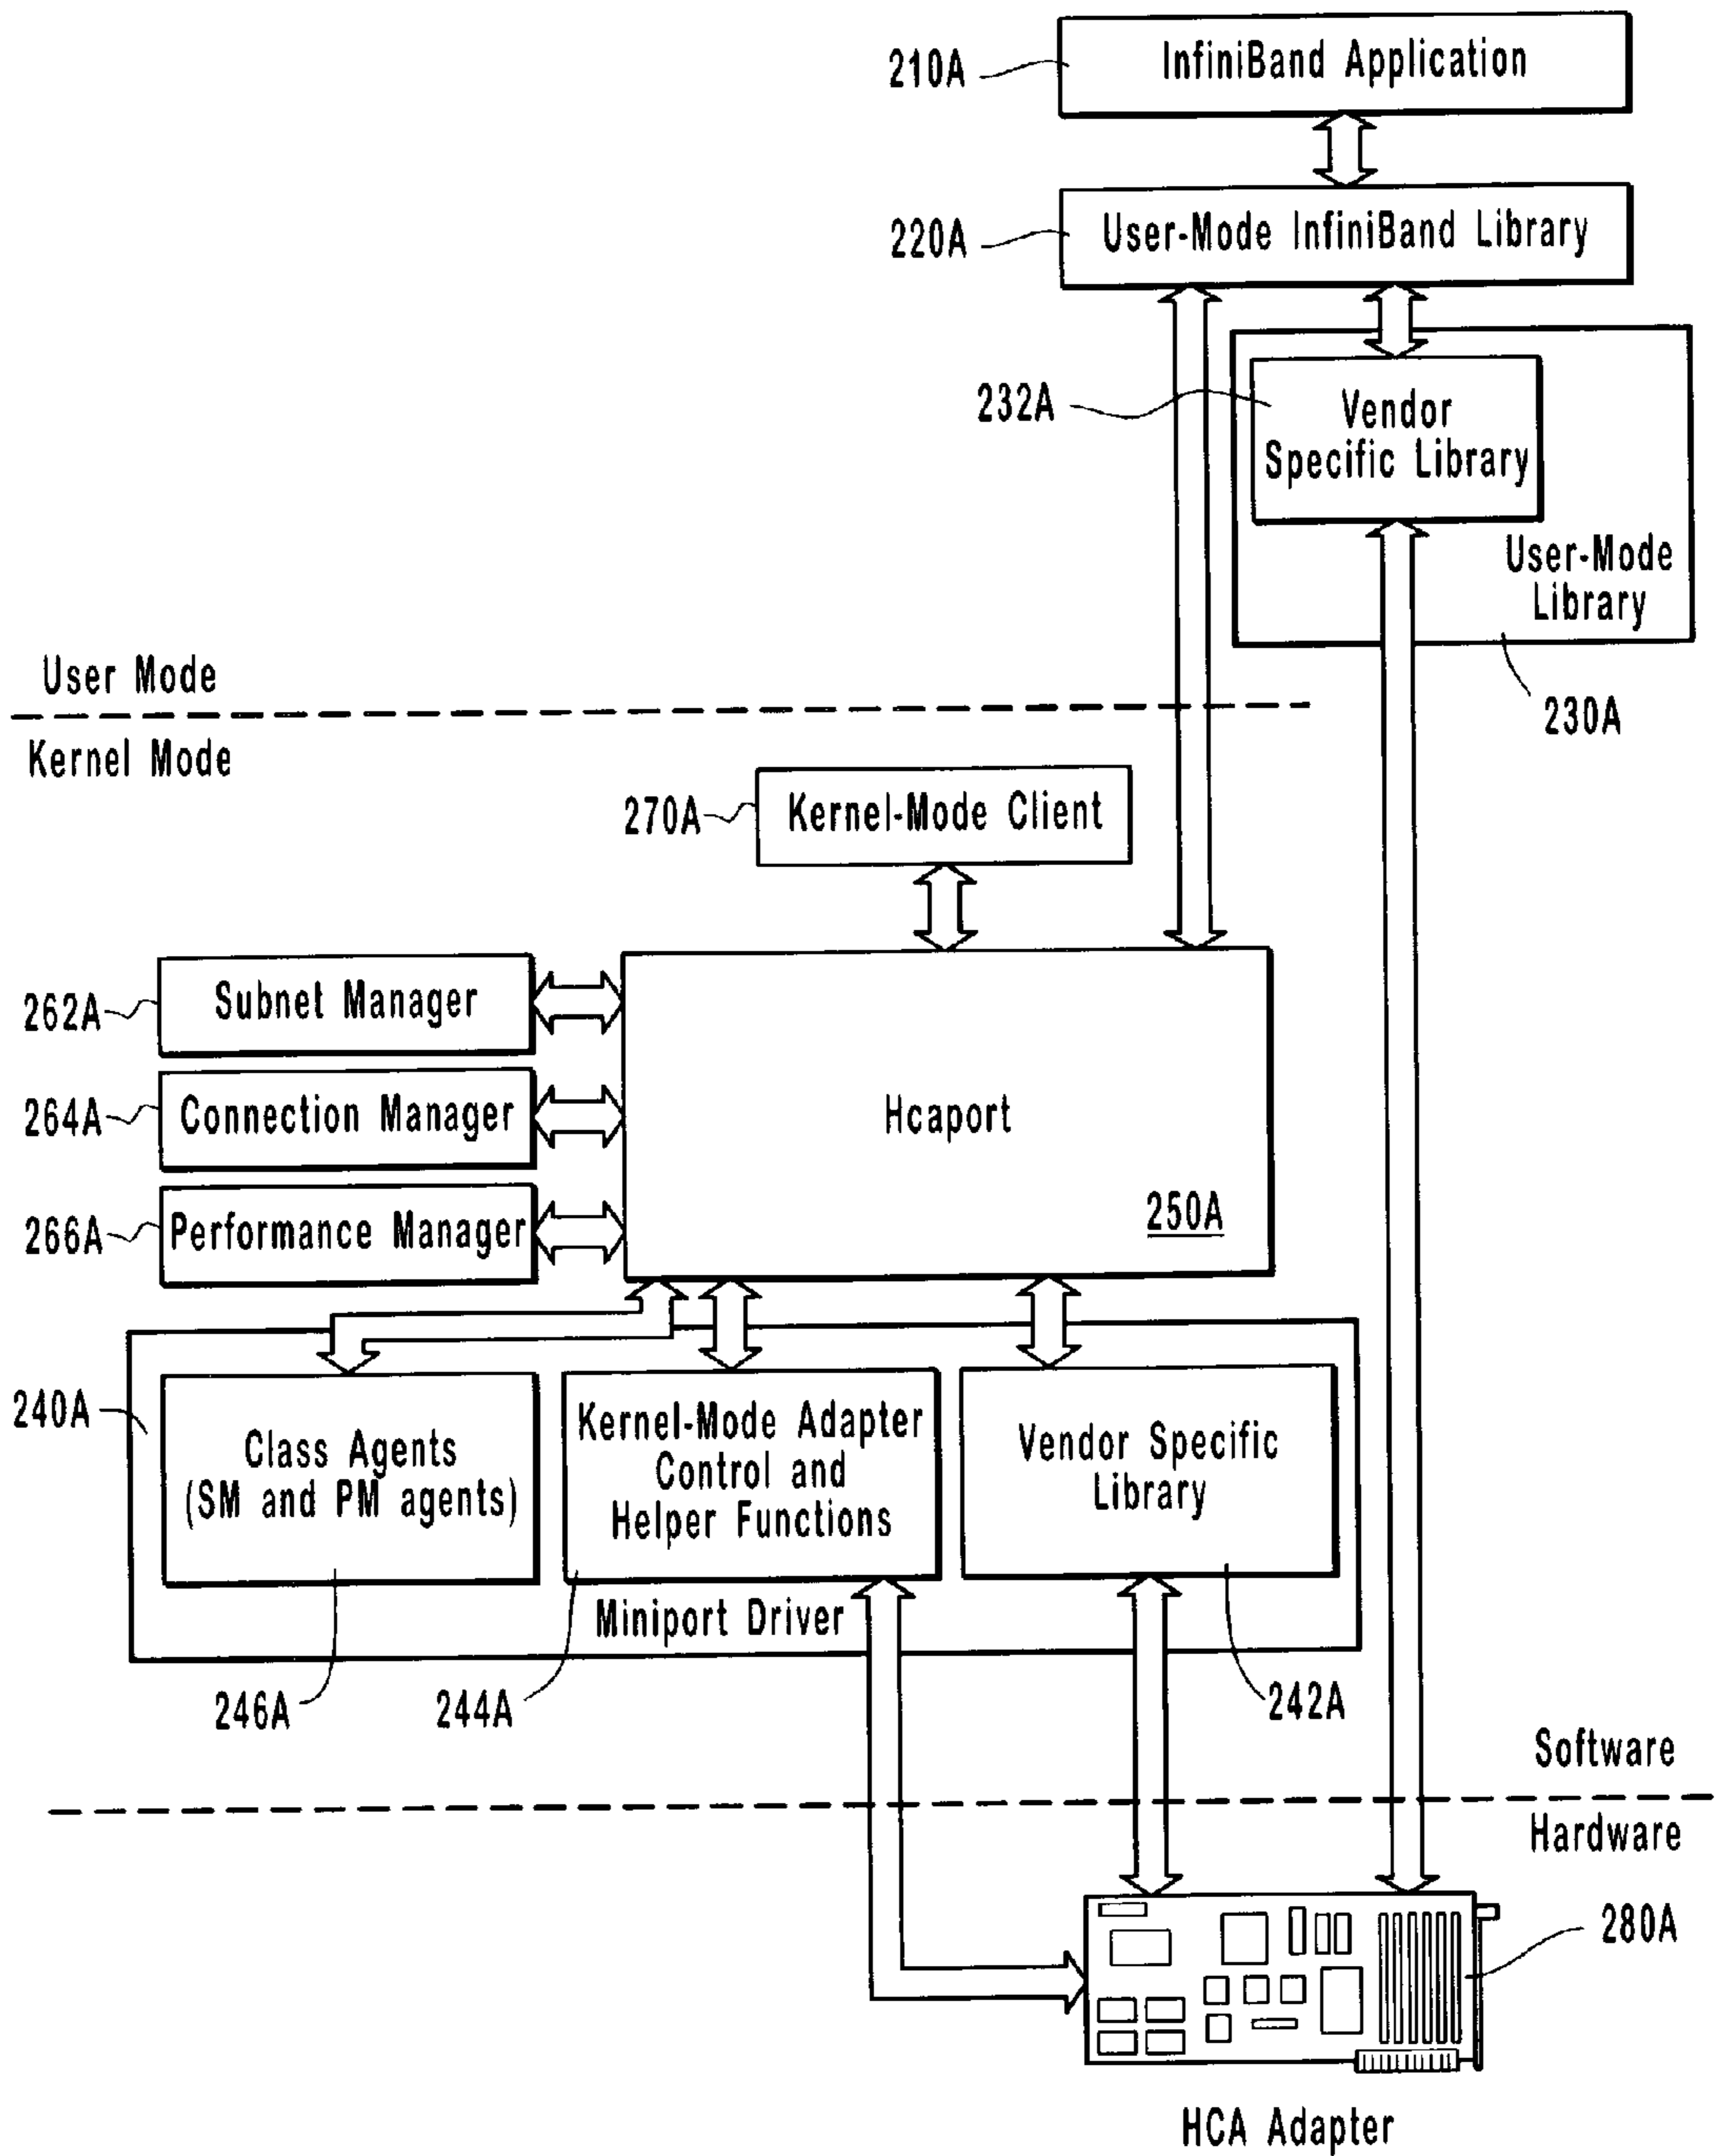 210A
InfiniBand Application
220A
User-Mode InfiniBand Library
232A
Vendor
Specific Library
User-Mode
Library
230A
User Mode
Kernel Mode
270A
Kernel-Mode Client
262A
Subnet Manager
264A
Connection Manager
266A
Performance Manager
Hcaport
250A
240A
Class Agents
(SM and PM agents)
Kernel-Mode Adapter
Control and
Helper Functions
Vendor Specific
Library
Miniport Driver
246A
244A
242A
Software
Hardware
280A
HCA Adapter